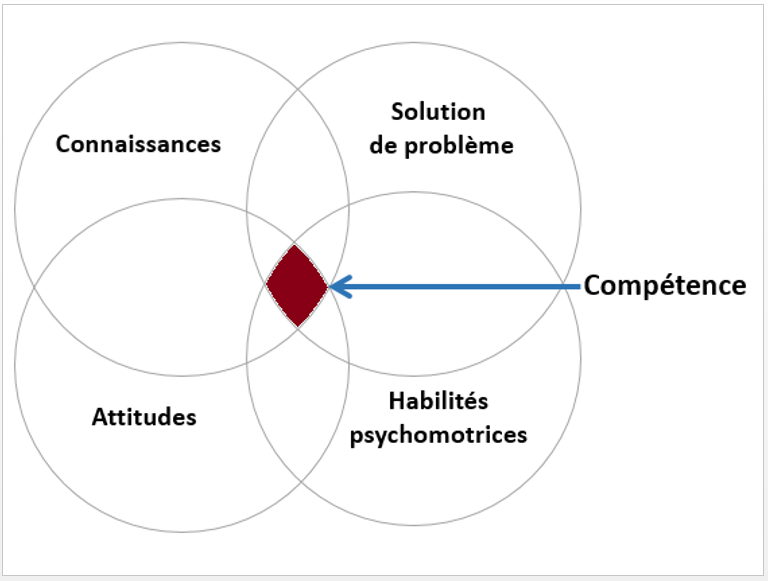 Connaissances
Solution
de problème
Compétence
Attitudes
Habilités
psychomotrices